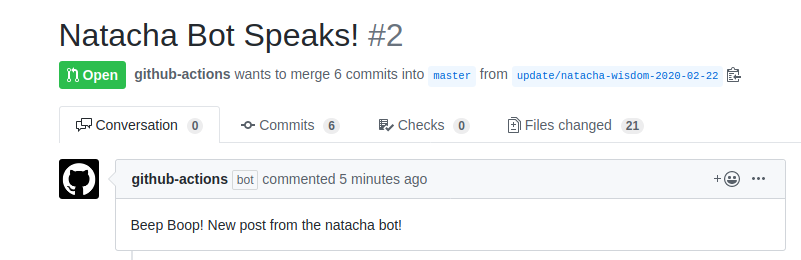 Natacha Bot Speaks! #2
Open github-actions wants to merge 6 commits into master from update/natacha-wisdom-2020-02-22
Conversation 0 Commits 6 Checks 0 Files changed 21
github-actions bot commented 5 minutes ago
Beep Boop! New post from the natacha bot!